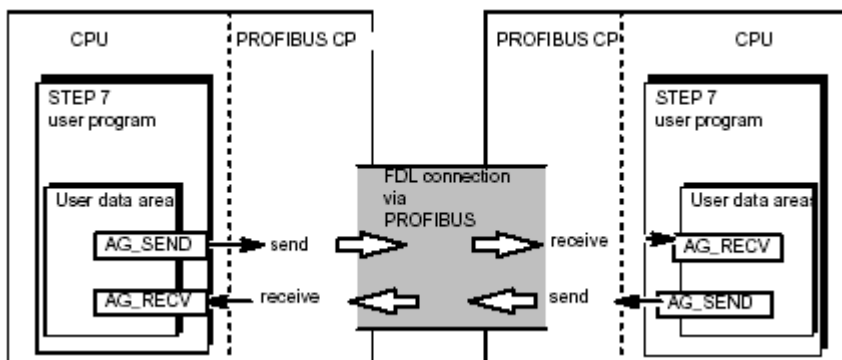 CPU
PROFIBUS CP
PROFIBUS CP
CPU
STEP 7
user program
User data area
AG_SEND
AG_RECV
send
receive
FDL connection
via
PROFIBUS
receive
send
STEP 7
user program
User data areas
AG_RECV
AG_SEND